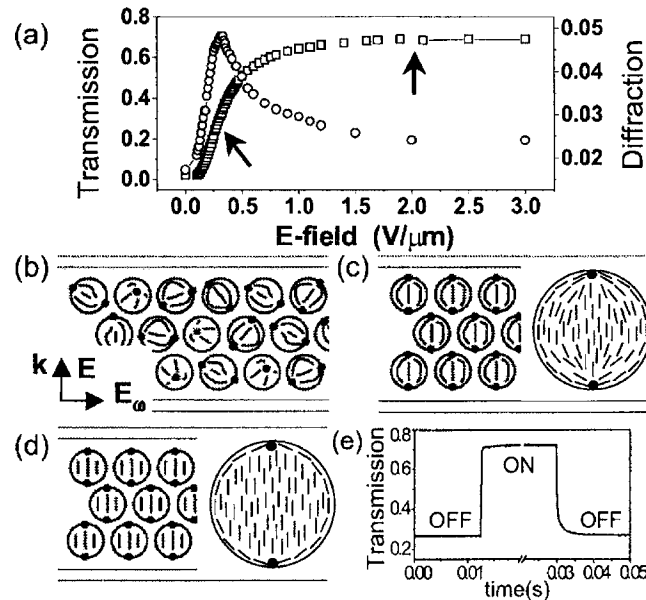 (a)
0.8
0.6
0.4
0.2
0.0
Transmission
0.05
0.04
0.03
0.02
Diffraction
0.0 0.5 1.0 1.5 2.0 2.5 3.0
E-field (V/μm)
(b)
k E
Eω
(c)
(d)
(e)
0.8
0.6
0.4
0.2
Transmission
ON
OFF OFF
0.00 0.01 0.03 0.04 0.05
time(s)